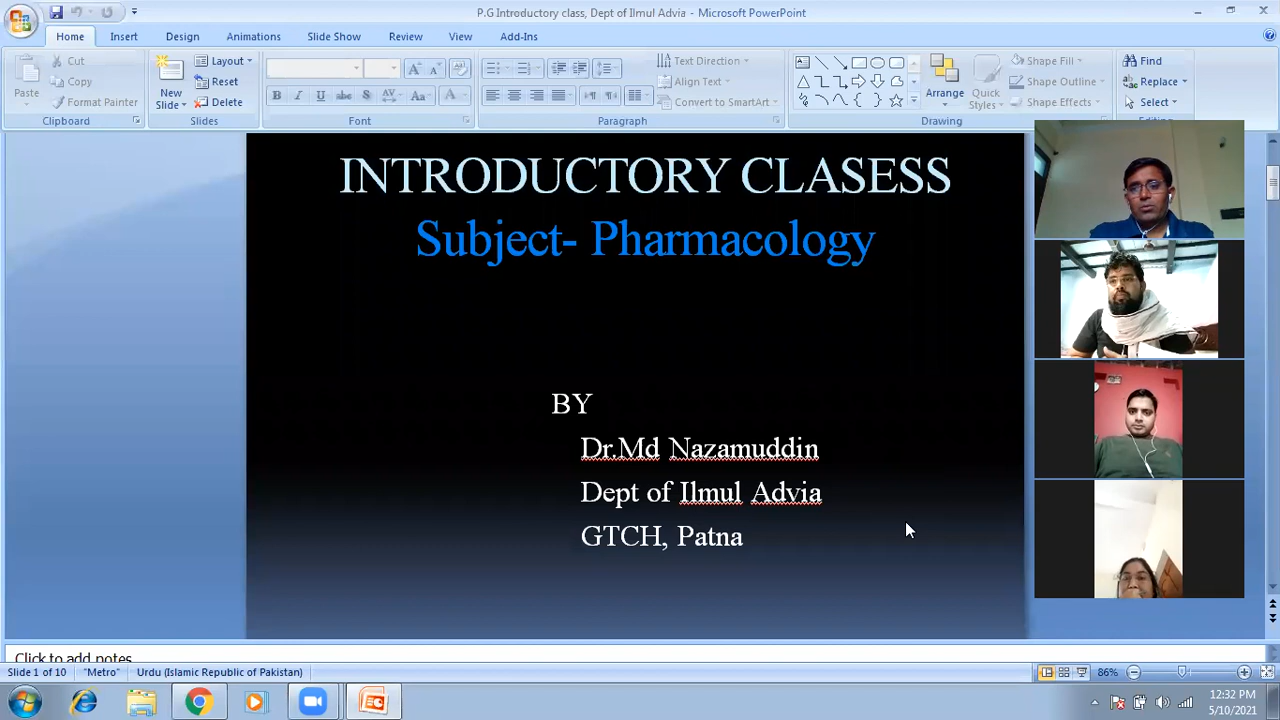 P.G Introductory class, Dept of Ilmul Advia - Microsoft PowerPoint
Home Insert Design Animations Slide Show Review View Add-Ins
Paste
Cut
Copy
Format Painter
Clipboard
New Slide
Layout
Reset
Delete
Slides
B I U abc S AV Aa A
Font
Text Direction
Align Text
Convert to SmartArt
Paragraph
Arrange
Quick Styles
Shape Fill
Shape Outline
Shape Effects
Drawing
Find
Replace
Select
Editing
INTRODUCTORY CLASESS
Subject- Pharmacology
BY
Dr.Md Nazamuddin
Dept of Ilmul Advia
GTCH, Patna
Click to add notes
Slide 1 of 10 "Metro" Urdu (Islamic Republic of Pakistan) 86%
12:32 PM
5/10/2021